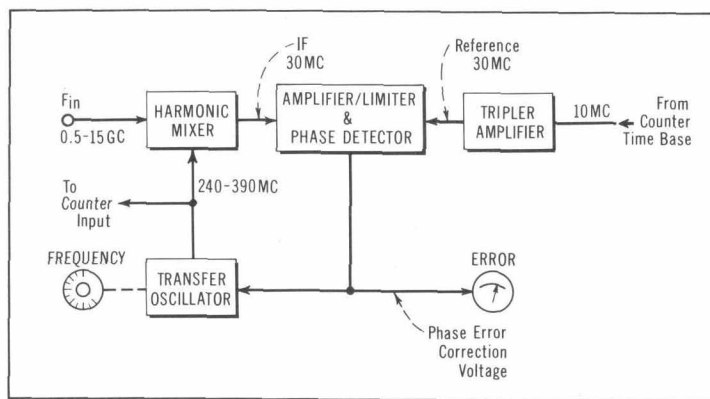 IF
30MC
Reference
30MC
Fin
0.5-15GC
HARMONIC
MIXER
AMPLIFIER/LIMITER
&
PHASE DETECTOR
TRIPLER
AMPLIFIER
10MC
From
Counter
Time Base
To
Counter
Input
240-390MC
FREQUENCY
TRANSFER
OSCILLATOR
ERROR
Phase Error
Correction
Voltage